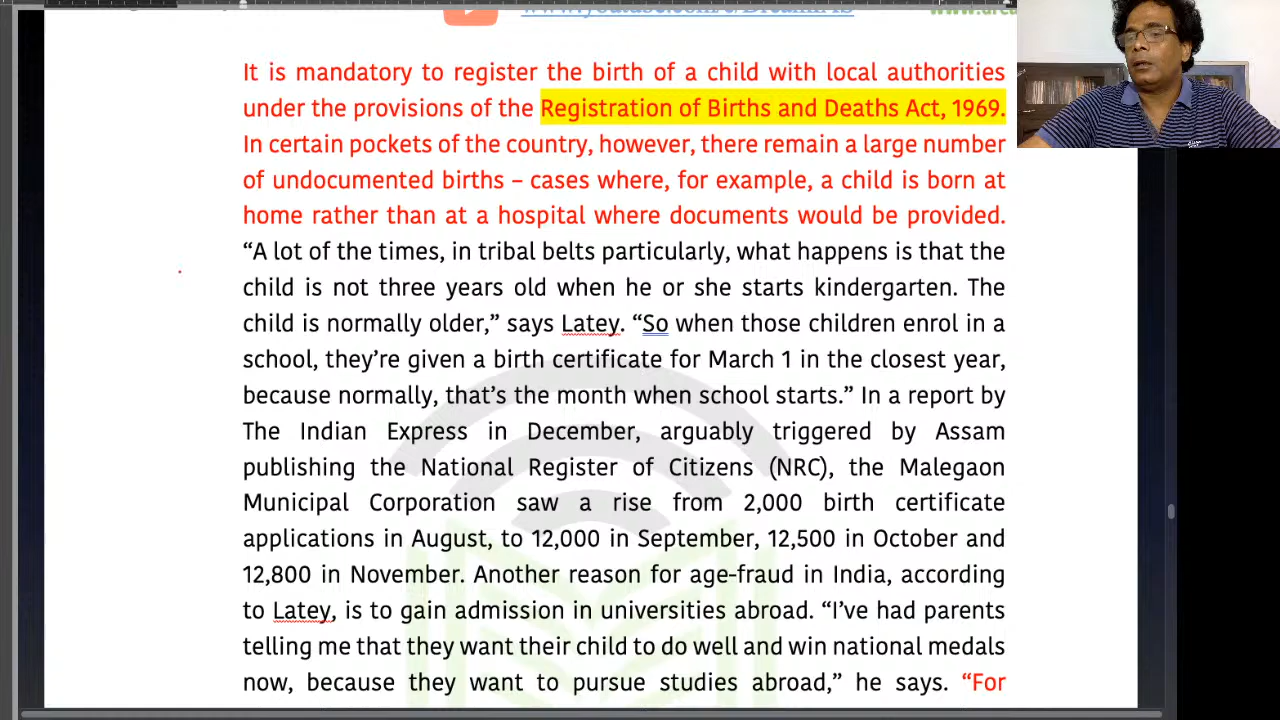 It is mandatory to register the birth of a child with local authorities
under the provisions of the Registration of Births and Deaths Act, 1969.
In certain pockets of the country, however, there remain a large number
of undocumented births – cases where, for example, a child is born at
home rather than at a hospital where documents would be provided.
“A lot of the times, in tribal belts particularly, what happens is that the
child is not three years old when he or she starts kindergarten. The
child is normally older,” says Latey. “So when those children enrol in a
school, they’re given a birth certificate for March 1 in the closest year,
because normally, that’s the month when school starts.” In a report by
The Indian Express in December, arguably triggered by Assam
publishing the National Register of Citizens (NRC), the Malegaon
Municipal Corporation saw a rise from 2,000 birth certificate
applications in August, to 12,000 in September, 12,500 in October and
12,800 in November. Another reason for age-fraud in India, according
to Latey, is to gain admission in universities abroad. “I’ve had parents
telling me that they want their child to do well and win national medals
now, because they want to pursue studies abroad,” he says. “For